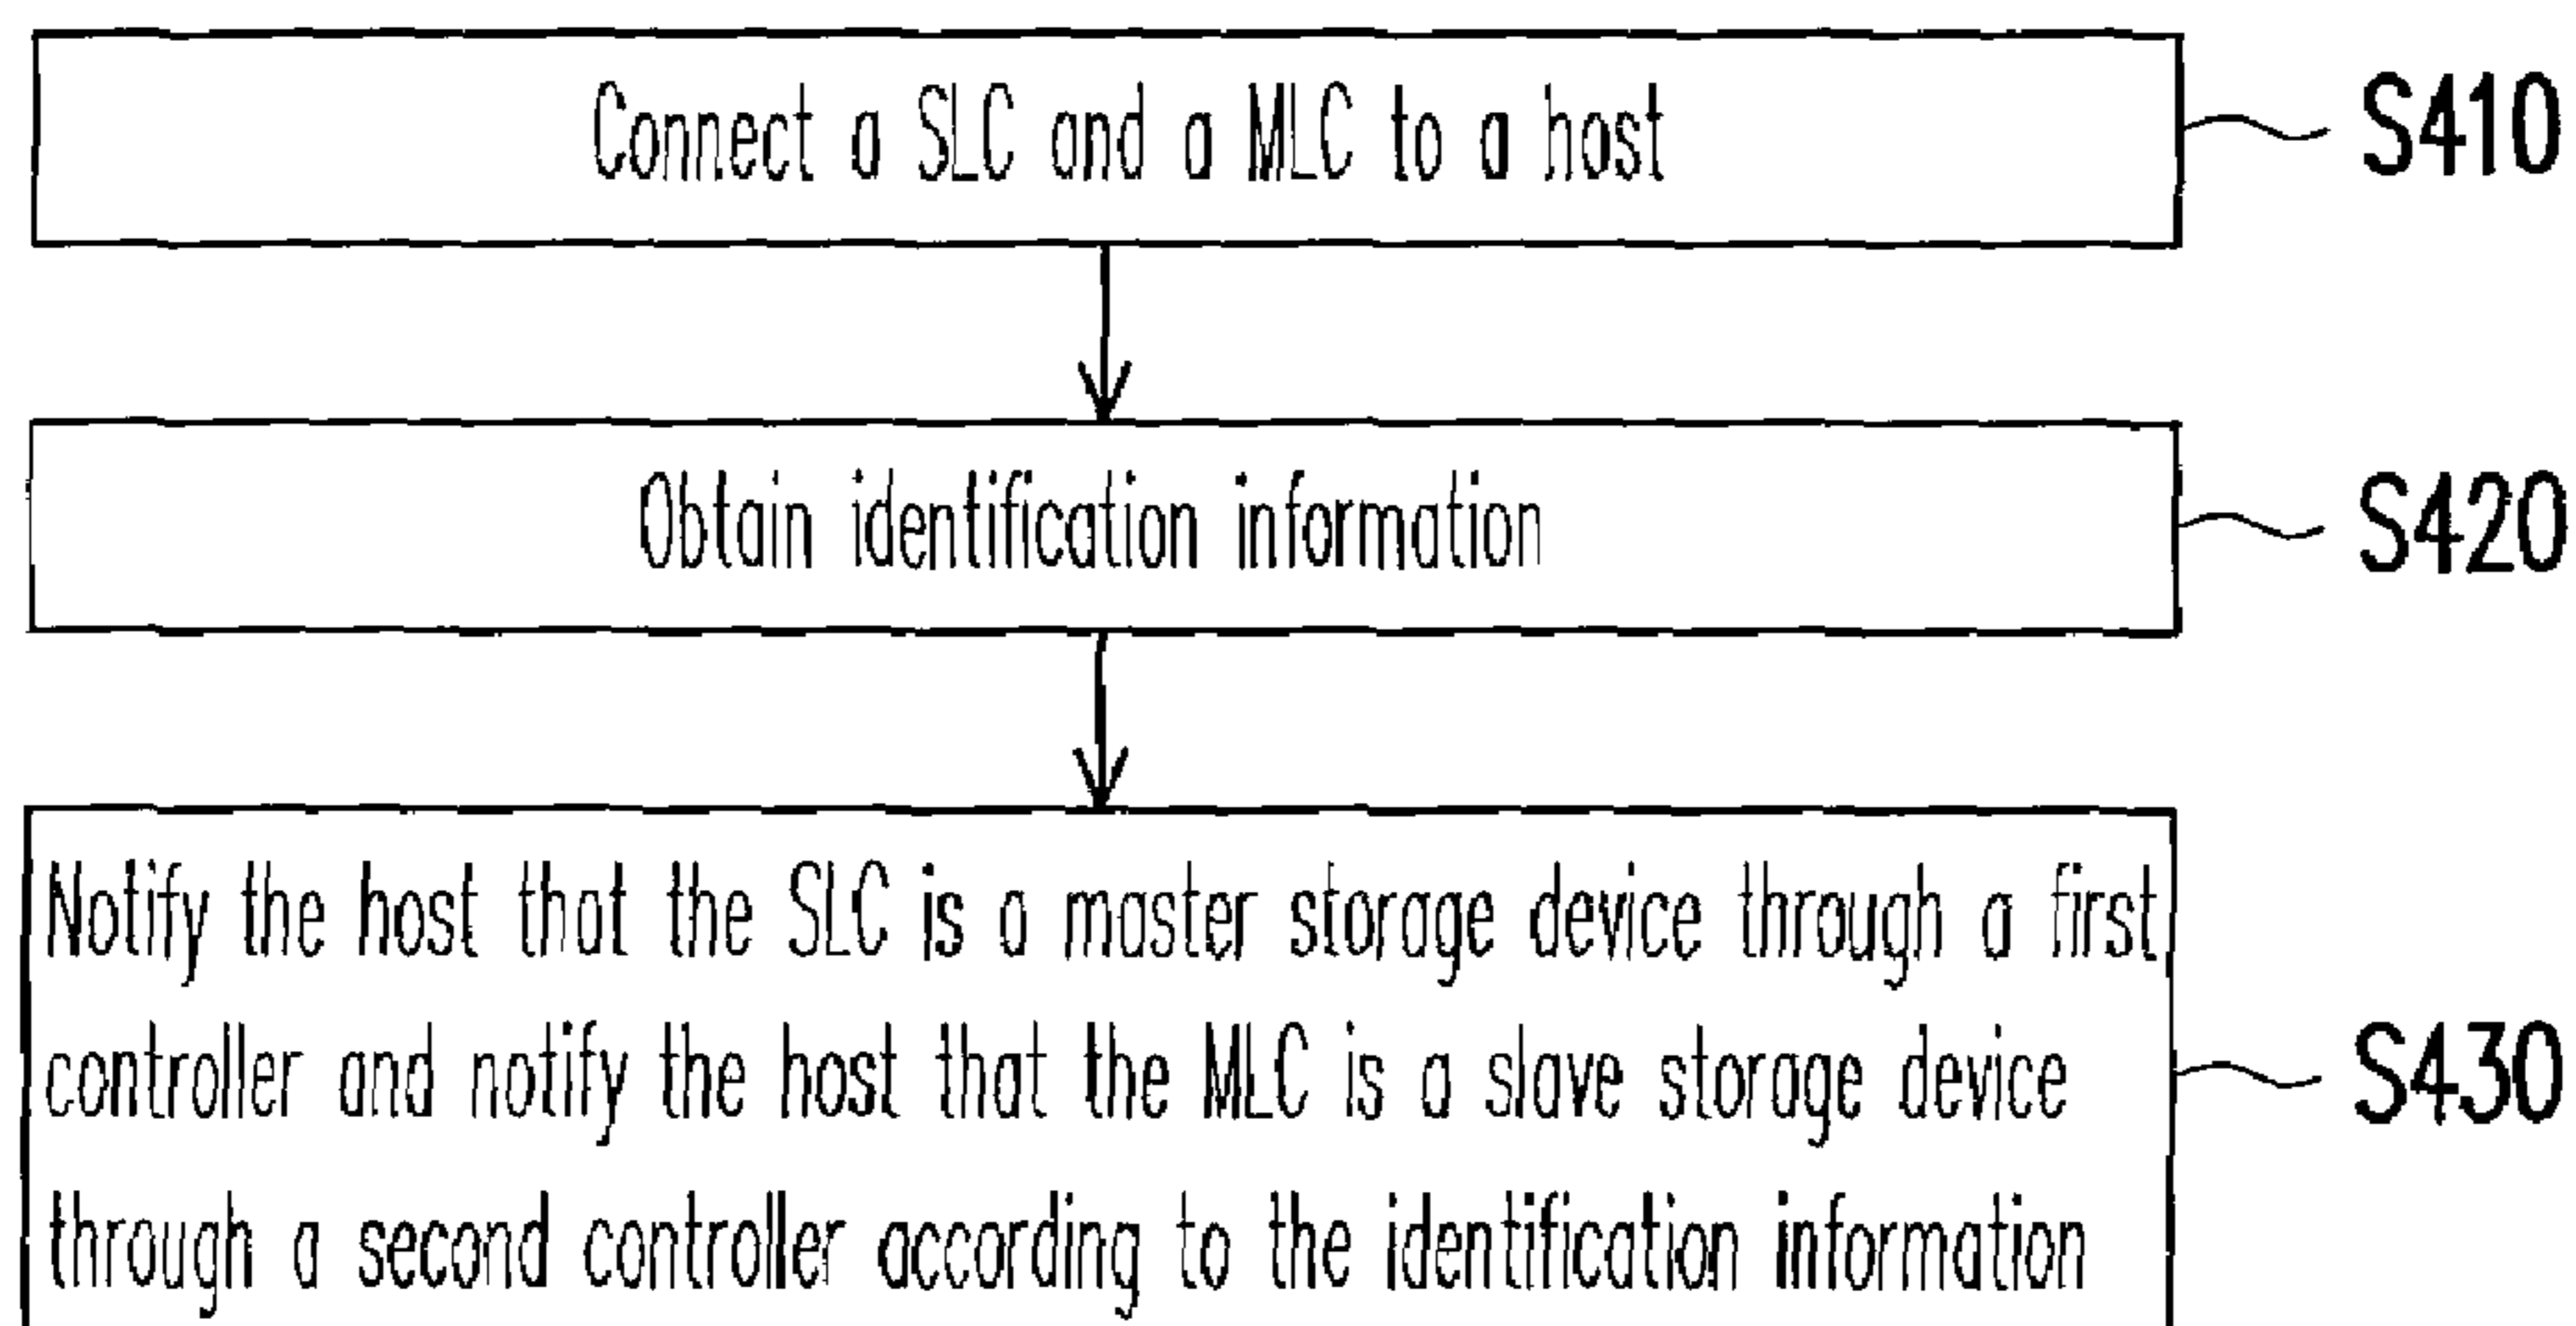 Connect a SLC and a MLC to a host
S410
Obtain identification information
S420
Notify the host that the SLC is a master storage device through a first
controller and notify the host that the MLC is a slave storage device
through a second controller according to the identification information
S430